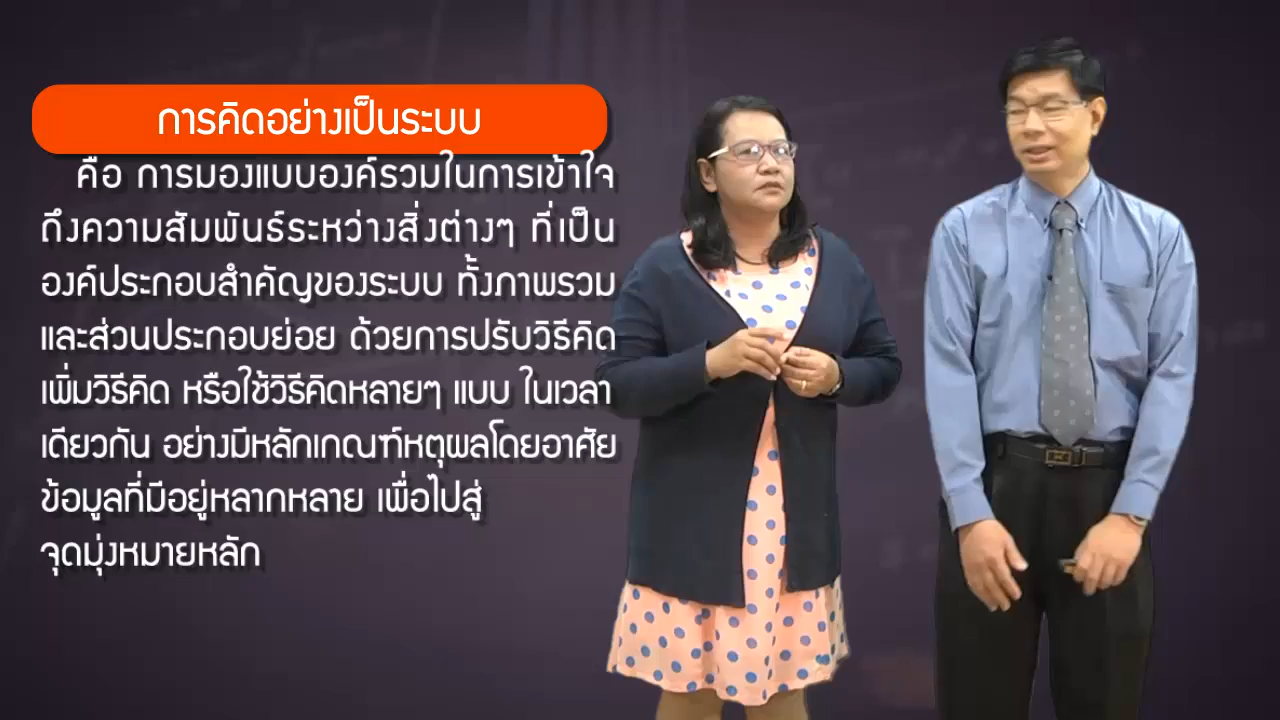 การคิดอย่างเป็นระบบ
คือ การมองแบบองค์รวมในการเข้าใจ
ถึงความสัมพันธ์ระหว่างสิ่งต่างๆ ที่เป็น
องค์ประกอบสำคัญของระบบ ทั้งภาพรวม
และส่วนประกอบย่อย ด้วยการปรับวิธีคิด
เพิ่มวิธีคิด หรือใช้วิธีคิดหลายๆ แบบ ในเวลา
เดียวกัน อย่างมีหลักเกณฑ์หตุผลโดยอาศัย
ข้อมูลที่มีอยู่หลากหลาย เพื่อไปสู่
จุดมุ่งหมายหลัก